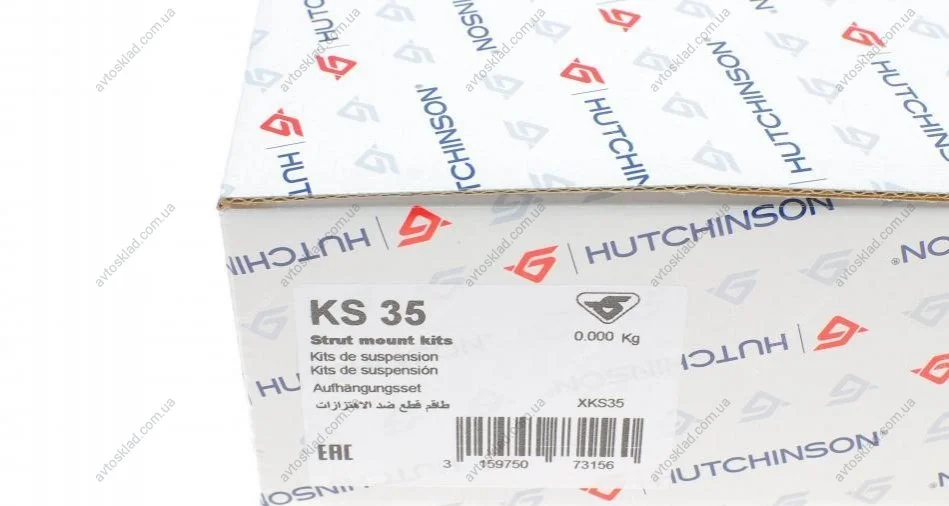 HUTCHINSON®
HUTCHINSON
HUTCHINSON
HUTCHINSON
HUTCHINSON
KS 35
Strut mount kits
Kits de suspension
Kits de suspensión
Aufhängungsset
طاقم قطع ضد الاهتزازات
0.000 Kg
XKS35
EAC
3 159750 73156
HUTCHINSON®
avtosklad.com.ua